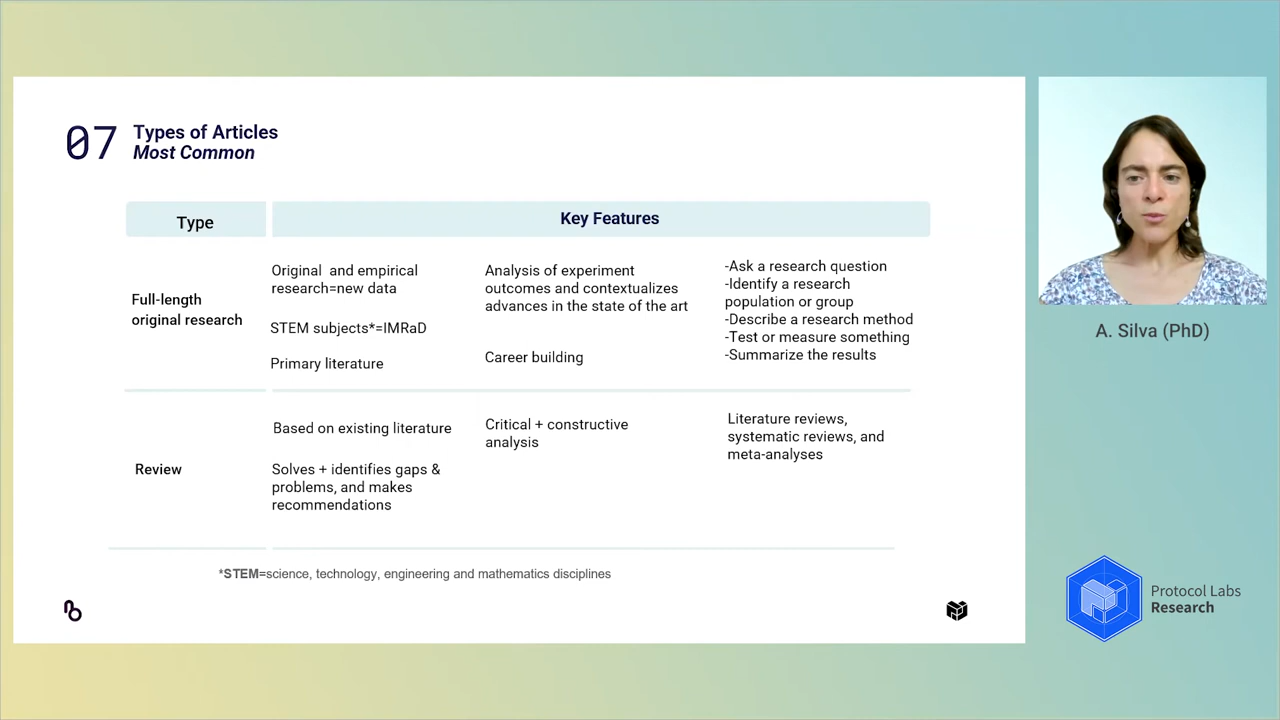 07
Types of Articles
Most Common
Type
Key Features
Full-length
original research
Original  and empirical
research=new data
STEM subjects*=IMRaD
Primary literature
Analysis of experiment
outcomes and contextualizes
advances in the state of the art
Career building
-Ask a research question
-Identify a research
population or group
-Describe a research method
-Test or measure something
-Summarize the results
Review
Based on existing literature
Solves + identifies gaps &
problems, and makes
recommendations
Critical + constructive
analysis
Literature reviews,
systematic reviews, and
meta-analyses
*STEM=science, technology, engineering and mathematics disciplines
A. Silva (PhD)
Protocol Labs
Research